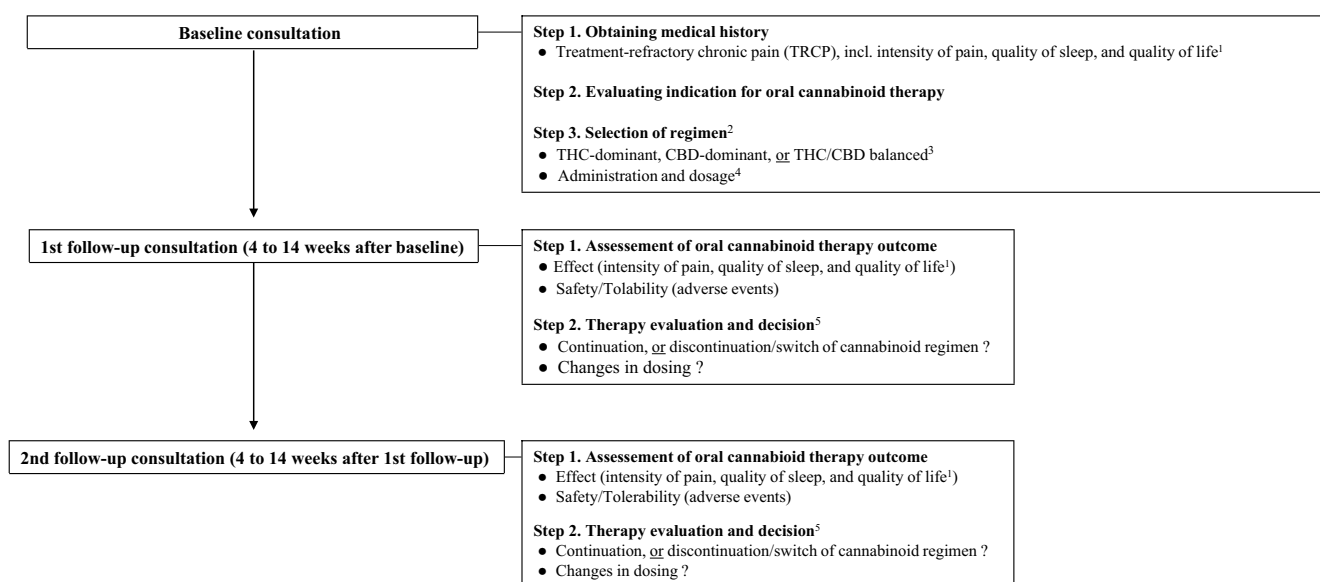 Baseline consultation
Step 1. Obtaining medical history
● Treatment-refractory chronic pain (TRCP), incl. intensity of pain, quality of sleep, and quality of life¹
Step 2. Evaluating indication for oral cannabinoid therapy
Step 3. Selection of regimen²
● THC-dominant, CBD-dominant, or THC/CBD balanced³
● Administration and dosage⁴
1st follow-up consultation (4 to 14 weeks after baseline)
Step 1. Assessment of oral cannabinoid therapy outcome
● Effect (intensity of pain, quality of sleep, and quality of life¹)
● Safety/Tolability (adverse events)
Step 2. Therapy evaluation and decision⁵
● Continuation, or discontinuation/switch of cannabinoid regimen ?
● Changes in dosing ?
2nd follow-up consultation (4 to 14 weeks after 1st follow-up)
Step 1. Assessment of oral cannabioid therapy outcome
● Effect (intensity of pain, quality of sleep, and quality of life¹)
● Safety/Tolerability (adverse events)
Step 2. Therapy evaluation and decision⁵
● Continuation, or discontinuation/switch of cannabinoid regimen ?
● Changes in dosing ?